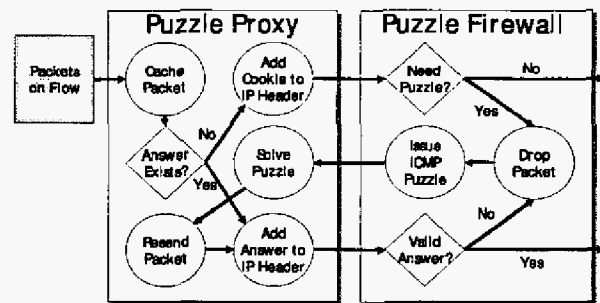 Puzzle Proxy
Puzzle Firewall
Packets
on Flow
Cache
Packet
Add
Cookie to
IP Header
Need
Puzzle?
No
Yes
No
Answer
Exists?
Yes
Solve
Puzzle
Issue
ICMP
Puzzle
Drop
Packet
Resend
Packet
Add
Answer to
IP Header
Valid
Answer?
No
Yes